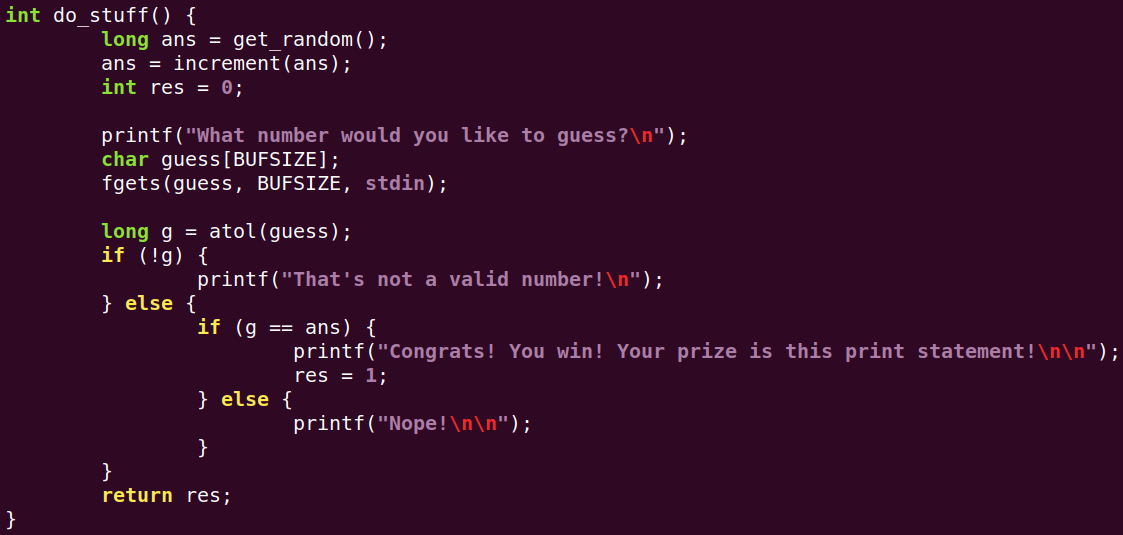 int do_stuff() {
        long ans = get_random();
        ans = increment(ans);
        int res = 0;

        printf("What number would you like to guess?\n");
        char guess[BUFSIZE];
        fgets(guess, BUFSIZE, stdin);

        long g = atol(guess);
        if (!g) {
                printf("That's not a valid number!\n");
        } else {
                if (g == ans) {
                        printf("Congrats! You win! Your prize is this print statement!\n\n");
                        res = 1;
                } else {
                        printf("Nope!\n\n");
                }
        }
        return res;
}